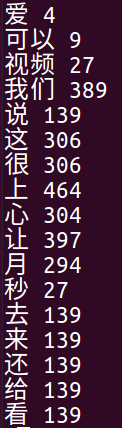 爱 4
可以 9
视频 27
我们 389
说 139
这 306
很 306
上 464
心 304
让 397
月 294
秒 27
去 139
来 139
还 139
给 139
看 139